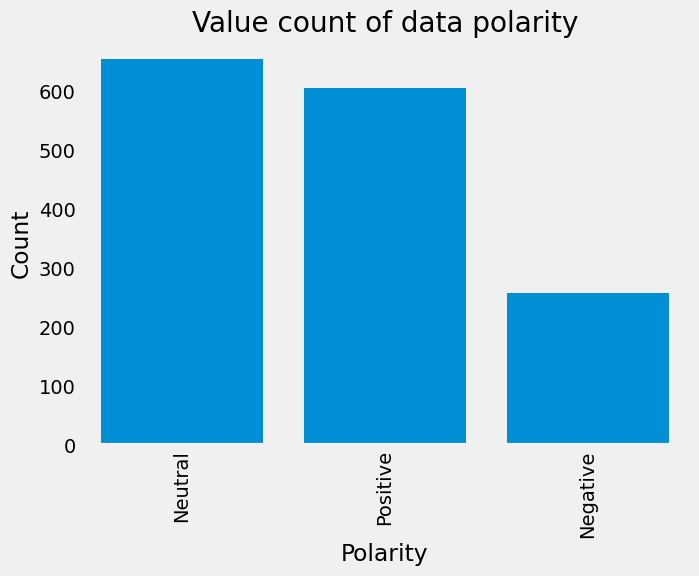 Value count of data polarity
Count
600
500
400
300
200
100
0
Neutral
Positive
Negative
Polarity